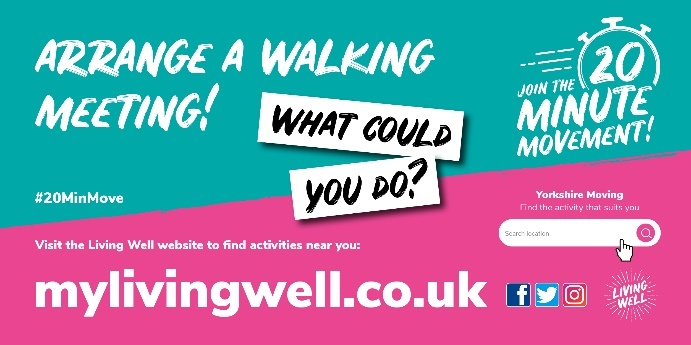 ARRANGE A WALKING
MEETING!
WHAT COULD
YOU DO?
20
JOIN THE
MINUTE
MOVEMENT!
#20MinMove
Yorkshire Moving
Find the activity that suits you
Search location
Visit the Living Well website to find activities near you:
mylivingwell.co.uk
LIVING
WELL